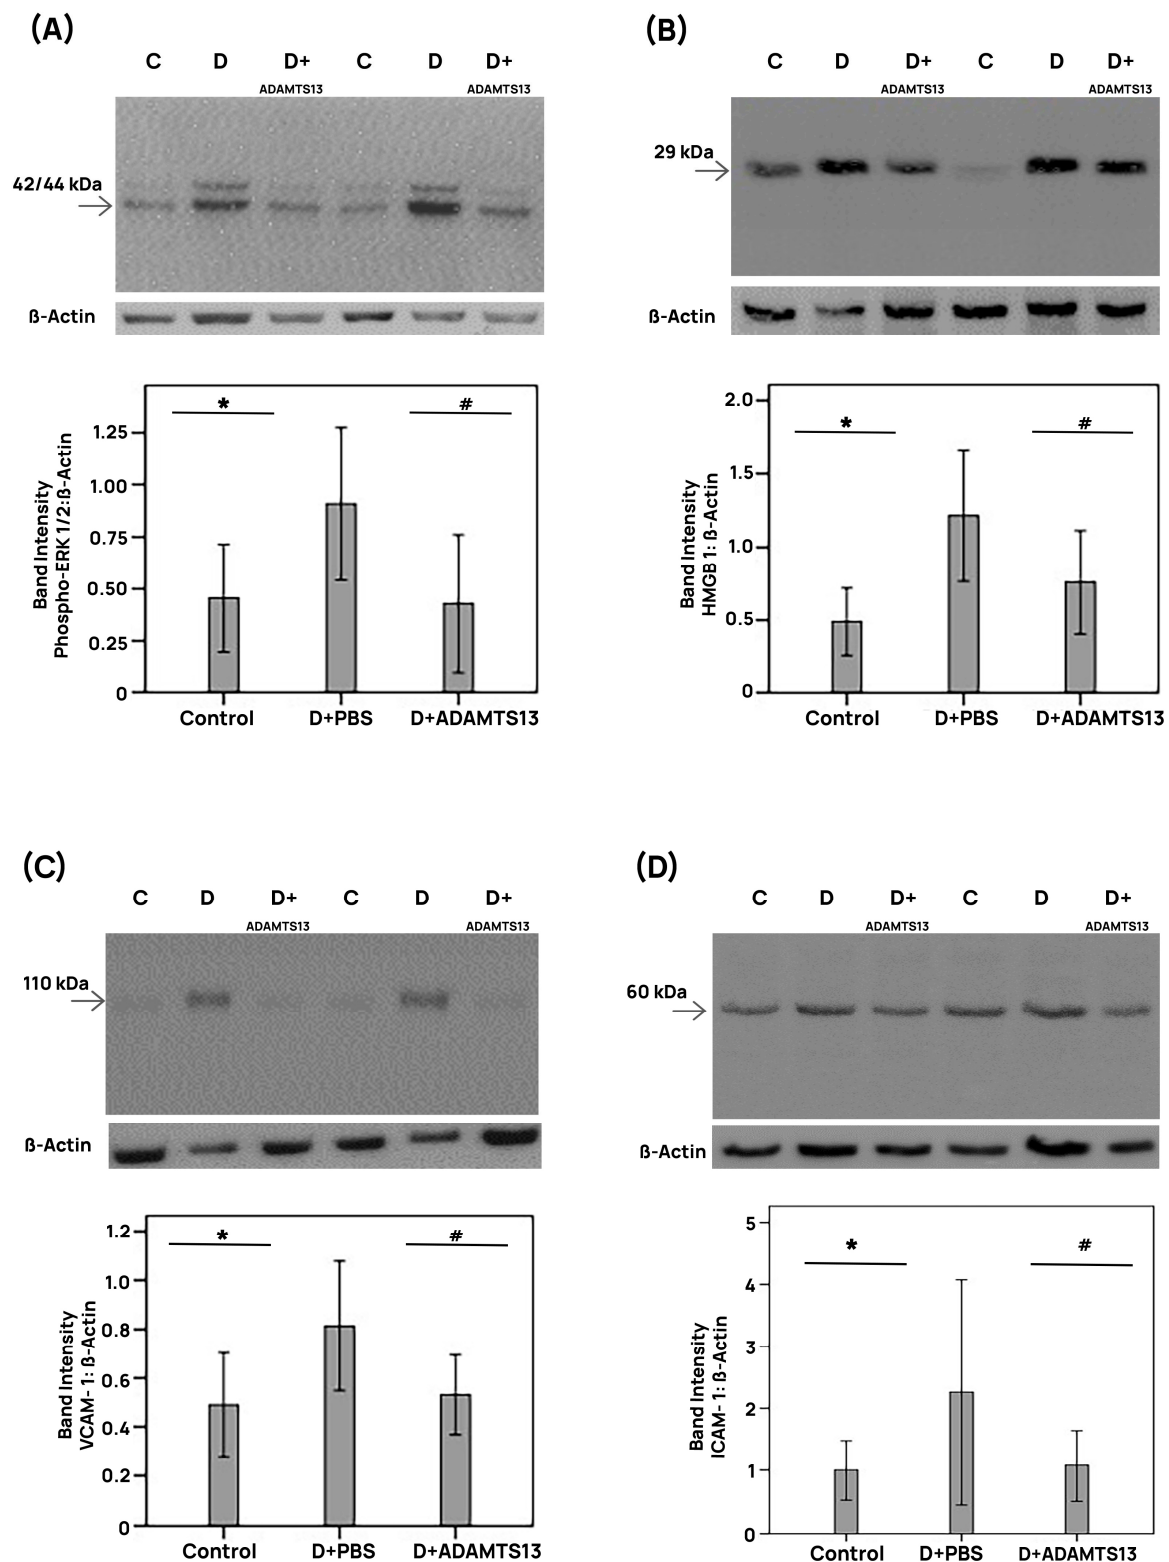 (A)
C D D+ C D D+
ADAMTS13 ADAMTS13
42/44 kDa
ß-Actin
*
#
Band Intensity
Phospho-ERK 1/2:ß-Actin
1.25
1.00
0.75
0.50
0.25
0
Control D+PBS D+ADAMTS13
(B)
C D D+ C D D+
ADAMTS13 ADAMTS13
29 kDa
ß-Actin
*
#
Band Intensity
HMGB 1: ß-Actin
2.0
1.5
1.0
0.5
0
Control D+PBS D+ADAMTS13
(C)
C D D+ C D D+
ADAMTS13 ADAMTS13
110 kDa
ß-Actin
*
#
Band Intensity
VCAM- 1: ß-Actin
1.2
1.0
0.8
0.6
0.4
0.2
0
Control D+PBS D+ADAMTS13
(D)
C D D+ C D D+
ADAMTS13 ADAMTS13
60 kDa
ß-Actin
*
#
Band Intensity
ICAM- 1: ß-Actin
5
4
3
2
1
0
Control D+PBS D+ADAMTS13